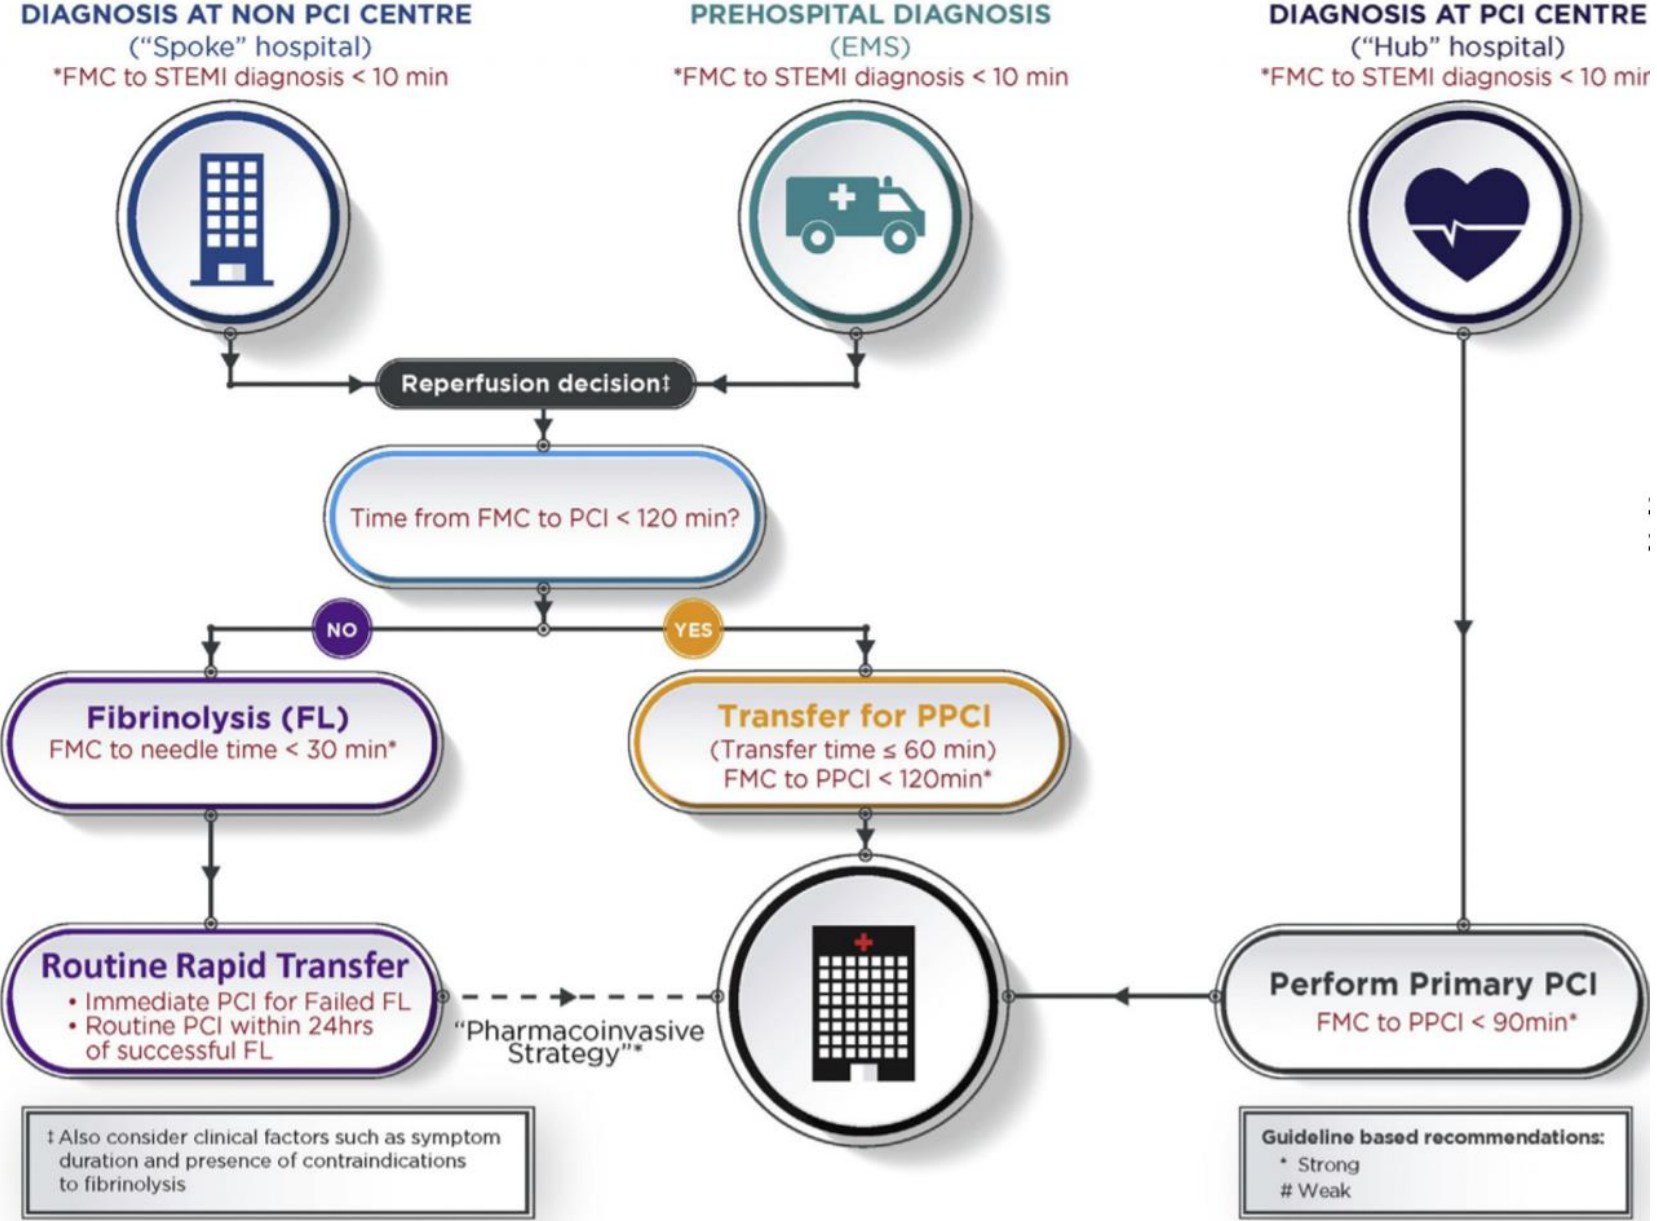 DIAGNOSIS AT NON PCI CENTRE
(“Spoke” hospital)
*FMC to STEMI diagnosis < 10 min
PREHOSPITAL DIAGNOSIS
(EMS)
*FMC to STEMI diagnosis < 10 min
DIAGNOSIS AT PCI CENTRE
(“Hub” hospital)
*FMC to STEMI diagnosis < 10 min
Reperfusion decision‡
Time from FMC to PCI < 120 min?
NO
YES
Fibrinolysis (FL)
FMC to needle time < 30 min*
Transfer for PPCI
(Transfer time ≤ 60 min)
FMC to PPCI < 120min*
Routine Rapid Transfer
• Immediate PCI for Failed FL
• Routine PCI within 24hrs
of successful FL
“Pharmacoinvasive
Strategy”*
Perform Primary PCI
FMC to PPCI < 90min*
‡ Also consider clinical factors such as symptom
duration and presence of contraindications
to fibrinolysis
Guideline based recommendations:
* Strong
# Weak